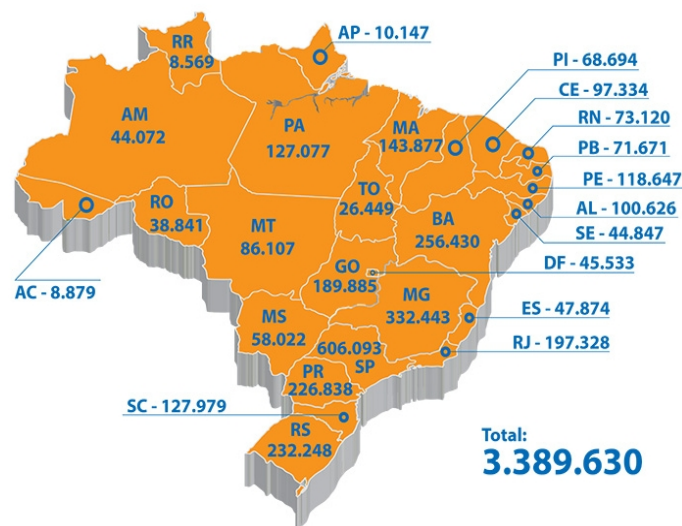 AP - 10.147
RR
8.569
PI - 68.694
CE - 97.334
RN - 73.120
PB - 71.671
PE - 118.647
AL - 100.626
SE - 44.847
DF - 45.533
AM
44.072
PA
127.077
MA
143.877
TO
26.449
RO
38.841
MT
86.107
BA
256.430
AC - 8.879
GO
189.885
MG
332.443
ES - 47.874
RJ - 197.328
MS
58.022
606.093
SP
PR
226.838
SC - 127.979
RS
232.248
Total:
3.389.630